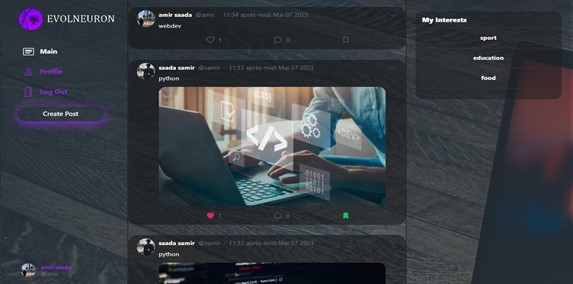 EVOLNEURON
Main
Profile
Log Out
Create Post
amir saada
@amir
amir saada @amir · 11:34 après-midi Mai 07 2023
webdev
1 0
saada samir @samir · 11:33 après-midi Mai 07 2023
python
</>
<DEV>
1 0
saada samir @samir · 11:33 après-midi Mai 07 2023
python
My Interests
sport
education
food